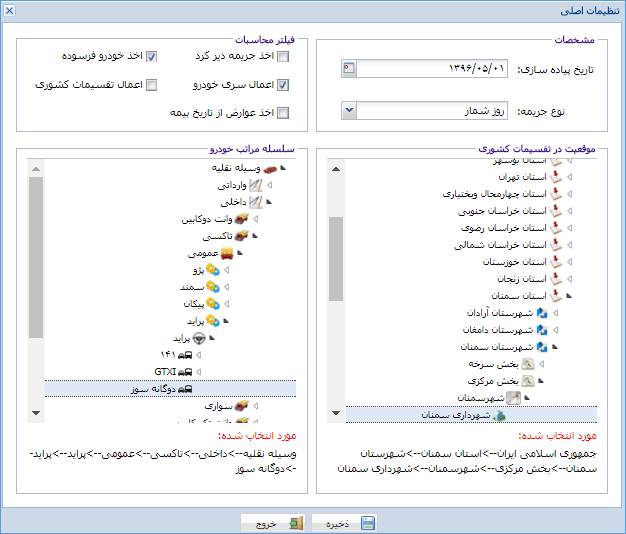 تنظیمات اصلی
مشخصات
تاریخ پیاده سازی:
۱۳۹۶/۰۵/۰۱
نوع جریمه:
روز شمار
فیلتر محاسبات
اخذ جریمه دیر کرد
اخذ خودرو فرسوده
اعمال سری خودرو
اعمال تقسیمات کشوری
اخذ عوارض از تاریخ بیمه
موقعیت در تقسیمات کشوری
استان بوشهر
استان تهران
استان چهارمحال وبختیاری
استان خراسان جنوبی
استان خراسان رضوی
استان خراسان شمالی
استان خوزستان
استان زنجان
استان سمنان
شهرستان آرادان
شهرستان دامغان
شهرستان سمنان
بخش سرخه
بخش مرکزی
شهرسمنان
شهرداری سمنان
مورد انتخاب شده:
جمهوری اسلامی ایران-->استان سمنان-->شهرستان
سمنان-->بخش مرکزی-->شهرسمنان-->شهرداری سمنان
سلسله مراتب خودرو
وسیله نقلیه
وارداتی
داخلی
وانت دوکابین
تاکسی
عمومی
پژو
سمند
پیکان
پراید
پراید
۱۴۱
GTXI
دوگانه سوز
سواری
مورد انتخاب شده:
وسیله نقلیه-->داخلی-->تاکسی-->عمومی-->پراید-->پراید-
->دوگانه سوز
ذخیره
خروج